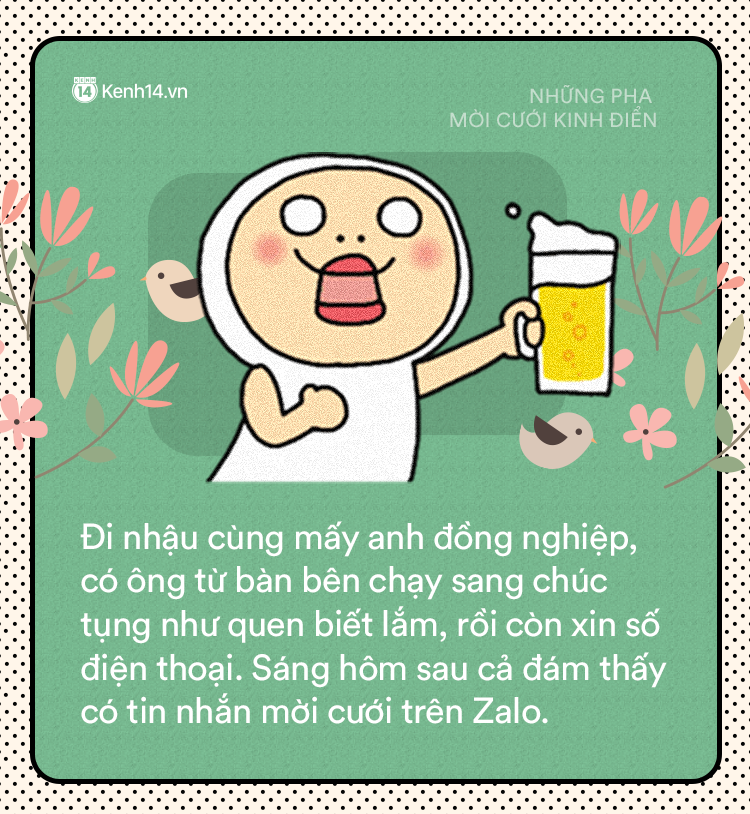 KENH
14 Kenh14.vn
NHỮNG PHA
MỜI CƯỚI KINH ĐIỂN
Đi nhậu cùng mấy anh đồng nghiệp,
có ông từ bàn bên chạy sang chúc
tụng như quen biết lắm, rồi còn xin số
điện thoại. Sáng hôm sau cả đám thấy
có tin nhắn mời cưới trên Zalo.